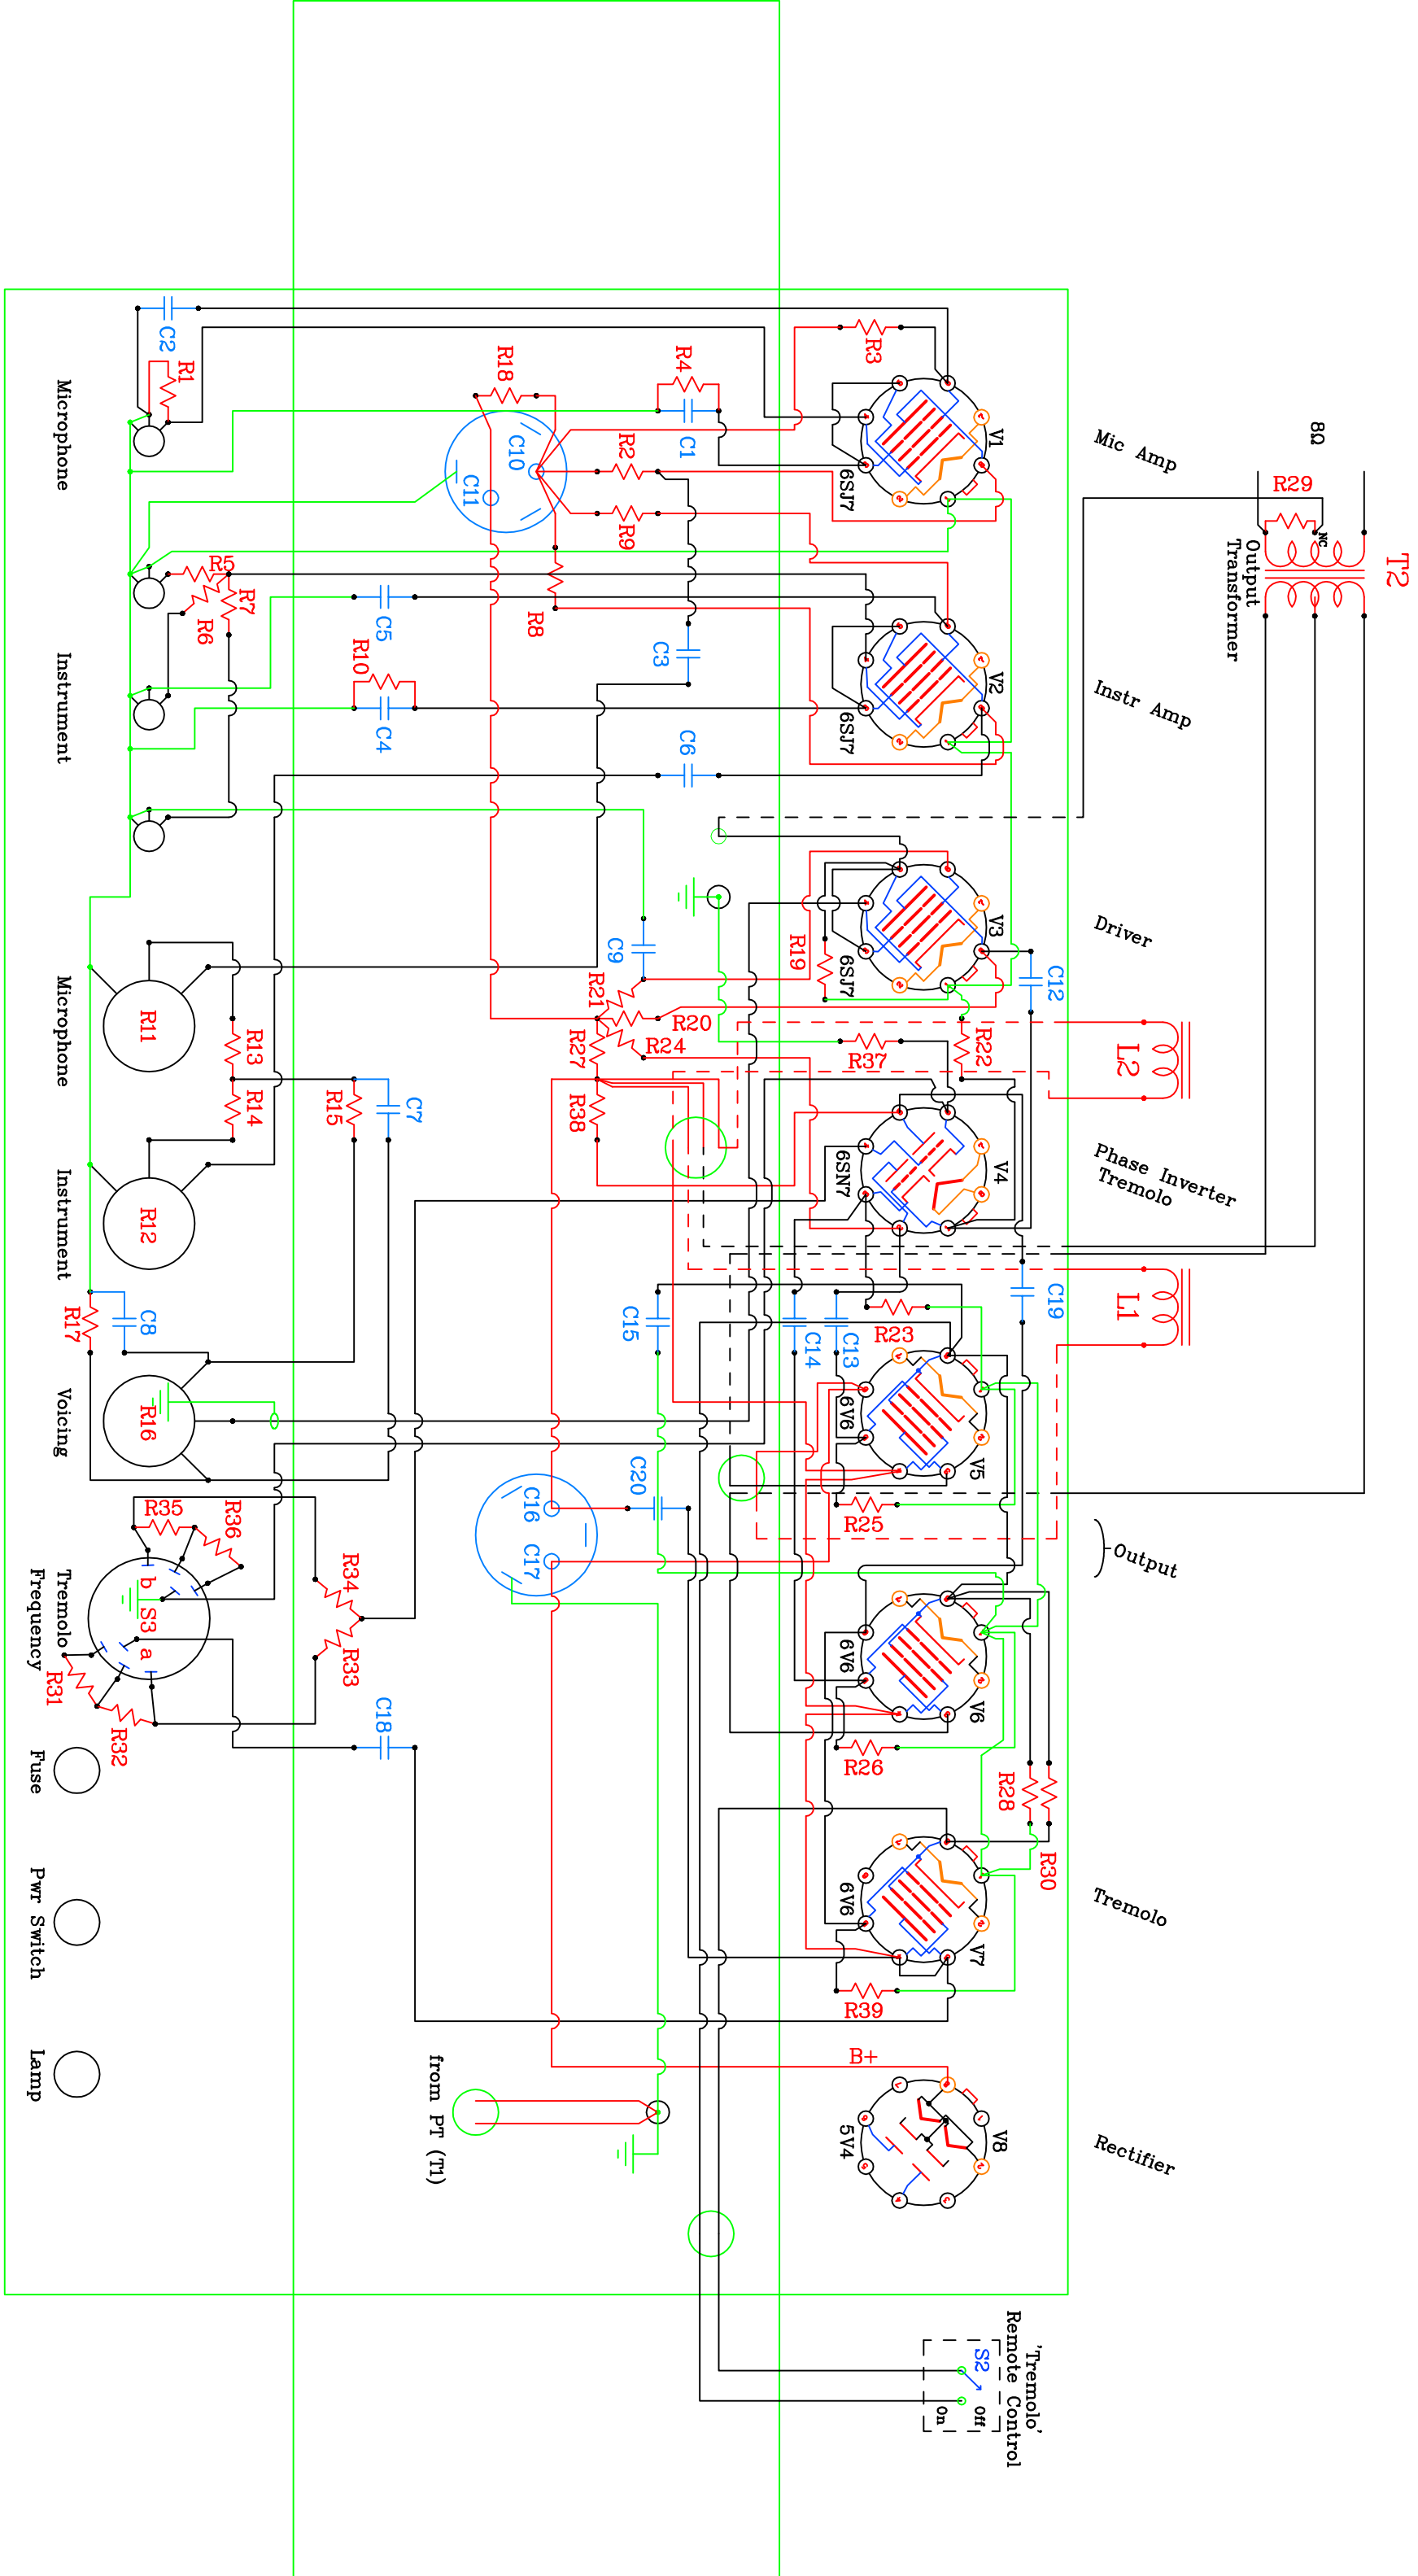 T2
8Ω
R29
NC
Output
Transformer
Mic Amp
Instr Amp
Driver
Phase Inverter
Tremolo
Output
Tremolo
Rectifier
L2
L1
V1
6SJ7
R3
V2
6SJ7
V3
6SJ7
R19
C12
R22
R37
V4
6SN7
C19
R23
V5
6V6
R25
V6
6V6
R26
R28
R30
V7
6V6
R39
B+
V8
5V4
C13
C14
C15
R4
C1
R2
R9
R18
C10
C11
R8
C3
C6
C9
R21
R20
R24
R27
R38
C20
C16
C17
C2
R1
R5
R6
R7
C5
R10
C4
R11
R13
R14
R15
C7
R12
R17
C8
R16
R35
R36
R34
R33
b
S3
a
R31
R32
C18
Microphone
Instrument
Microphone
Instrument
Voicing
Tremolo
Frequency
Fuse
Pwr Switch
Lamp
from PT (T1)
'Tremolo'
Remote Control
S2
Off
On